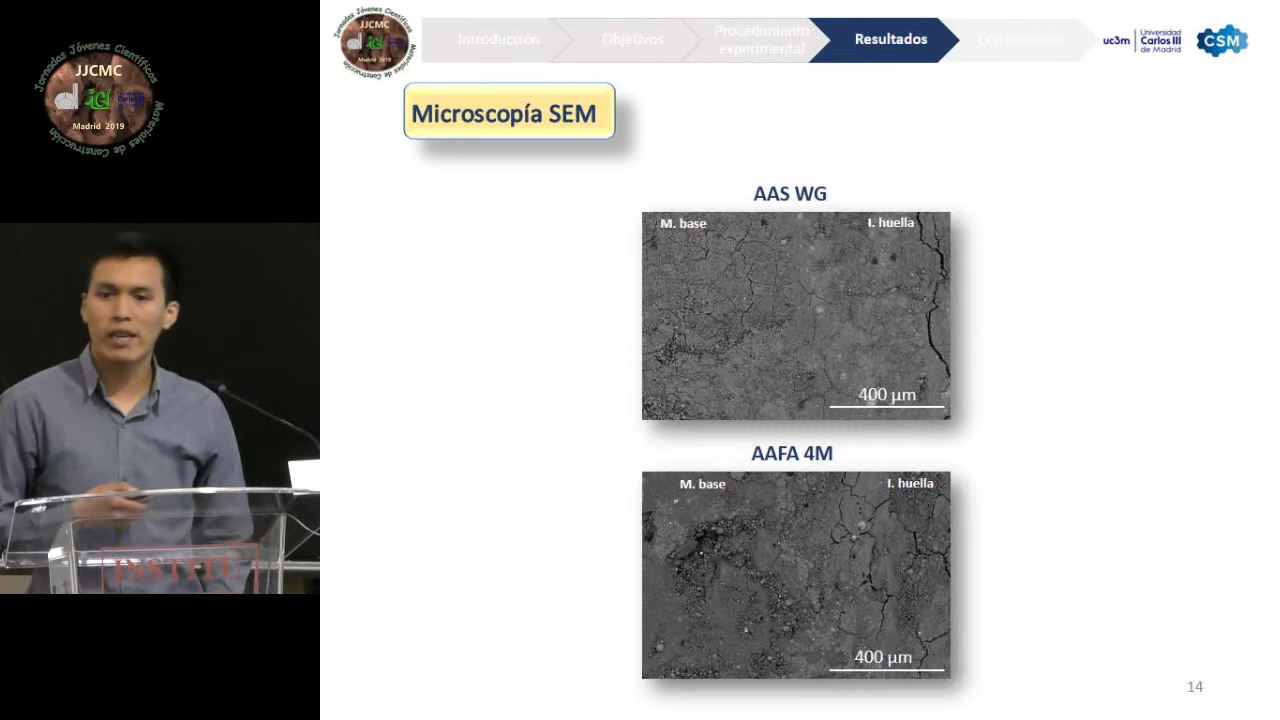 Jornadas Jóvenes Científicos
JJCMC
Madrid 2019
Materiales de Construcción
JJCMC
Introducción
Objetivos
Procedimiento
experimental
Resultados
Conclusiones
uc3m
Universidad
Carlos III
de Madrid
CSM
Microscopía SEM
AAS WG
M. base
I. huella
400 µm
AAFA 4M
M. base
I. huella
400 µm
INSTITU
14